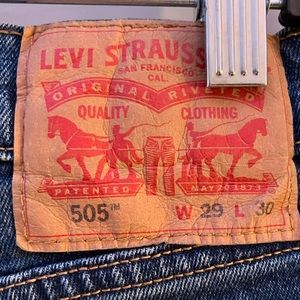 LEVI STRAUSS
SAN FRANCISCO
CAL.
ORIGINAL RIVETED
QUALITY CLOTHING
PATENTED MAY 20 1873
505™ W 29 L 30